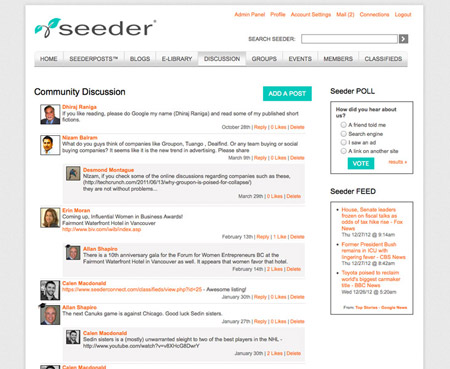 Admin Panel Profile Account Settings Mail (2) Connections Logout
seeder®
SEARCH SEEDER:
HOME SEEDERPOSTS™ BLOGS E-LIBRARY DISCUSSION GROUPS EVENTS MEMBERS CLASSIFIEDS
Community Discussion
ADD A POST
Dhiraj Raniga
If you like reading, please do Google my name (Dhiraj Raniga) and read some of my published short
fictions.
October 28th | Reply | 0 Likes | Delete
Nizam Balram
What do you guys think of companies like Groupon, Tuango , Dealfind. Or any team buying or social
buying companies? It seems like it is the new trend in advertising. Please share
March 9th | Reply | 0 Likes | Delete
Desmond Montague
Nizam, if you check some of the online discussions regarding companies such as these,
(http://techcrunch.com/2011/06/13/why-groupon-is-poised-for-collapse/)
they are not without problems...
March 29th | 0 Likes | Delete
Erin Moran
Coming up, Influential Women in Business Awards!
Fairmont Waterfront Hotel in Vancouver
http://www.biv.com/iwib/index.asp
February 13th | Reply | 1 Likes | Delete
Allan Shapiro
There is a 10th anniversary gala for the Forum for Women Entrepreneurs BC at the
Fairmont Waterfront Hotel in Vancouver as well. It appears that women favor that hotel.
February 14th | 2 Likes | Delete
Calen Macdonald
https://www.seederconnect.com/classifieds/view.php?id=25 - Awesome listing!
January 30th | Reply | 0 Likes | Delete
Allan Shapiro
The next Canuks game is against Chicago. Good luck Sedin sisters.
January 27th | Reply | 0 Likes | Delete
Calen Macdonald
Sedin sisters is a (mostly) unwarranted sleight to two of the best players in the NHL -
January 30th | 0 Likes | Delete
Calen Macdonald
Seeder POLL
How did you hear about
us?
A friend told me
Search engine
I saw an ad
A link on another site
VOTE
results »
Seeder FEED
House, Senate leaders
frozen on fiscal talks as
odds of tax hike rise - Fox
News
Thu 12/27/12 @ 9:14am
Former President Bush
remains in ICU with
lingering fever - CBS News
Thu 12/27/12 @ 8:42am
Toyota poised to reclaim
world's biggest carmaker
title - BBC News
Wed 12/26/12 @ 5:20am
From Top Stories - Google News